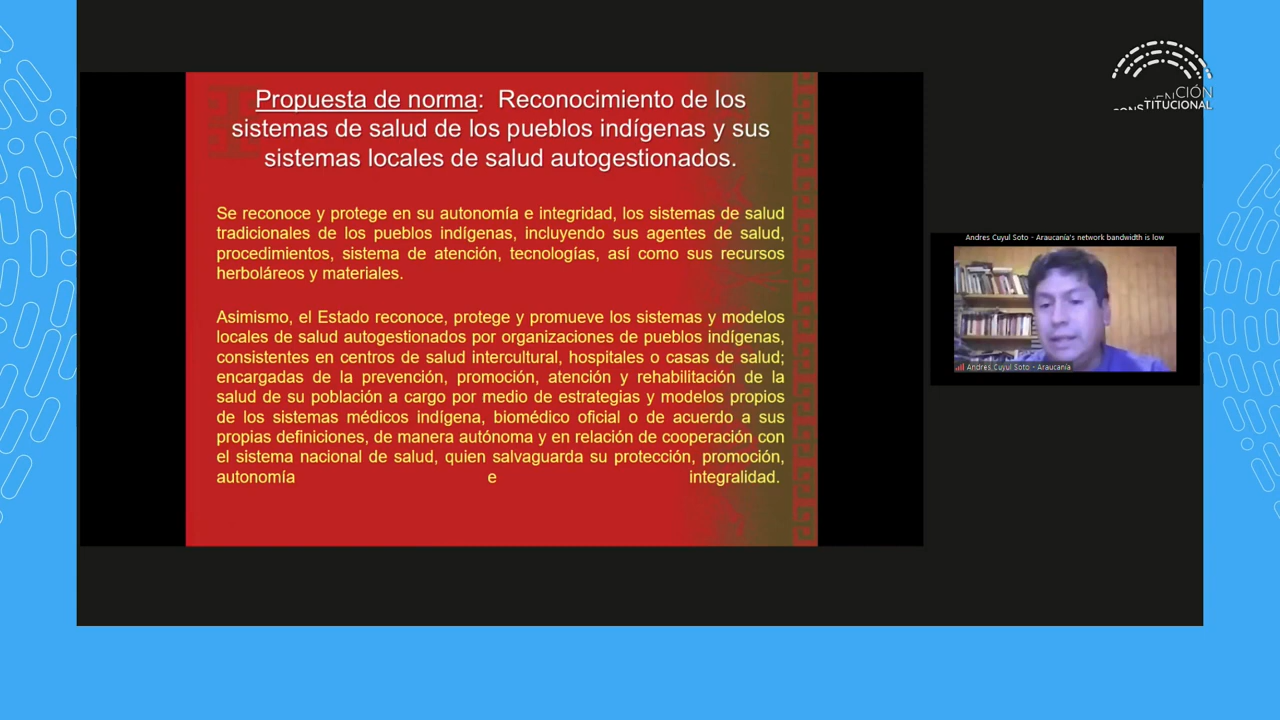 Propuesta de norma: Reconocimiento de los
sistemas de salud de los pueblos indígenas y sus
sistemas locales de salud autogestionados.
Se reconoce y protege en su autonomía e integridad, los sistemas de salud
tradicionales de los pueblos indígenas, incluyendo sus agentes de salud,
procedimientos, sistema de atención, tecnologías, así como sus recursos
herboláreos y materiales.
Asimismo, el Estado reconoce, protege y promueve los sistemas y modelos
locales de salud autogestionados por organizaciones de pueblos indígenas,
consistentes en centros de salud intercultural, hospitales o casas de salud;
encargadas de la prevención, promoción, atención y rehabilitación de la
salud de su población a cargo por medio de estrategias y modelos propios
de los sistemas médicos indígena, biomédico oficial o de acuerdo a sus
propias definiciones, de manera autónoma y en relación de cooperación con
el sistema nacional de salud, quien salvaguarda su protección, promoción,
autonomía e integralidad.
CIÓN
TITUCIONAL
Andres Cuyul Soto - Araucanía's network bandwidth is low
Andres Cuyul Soto - Araucanía